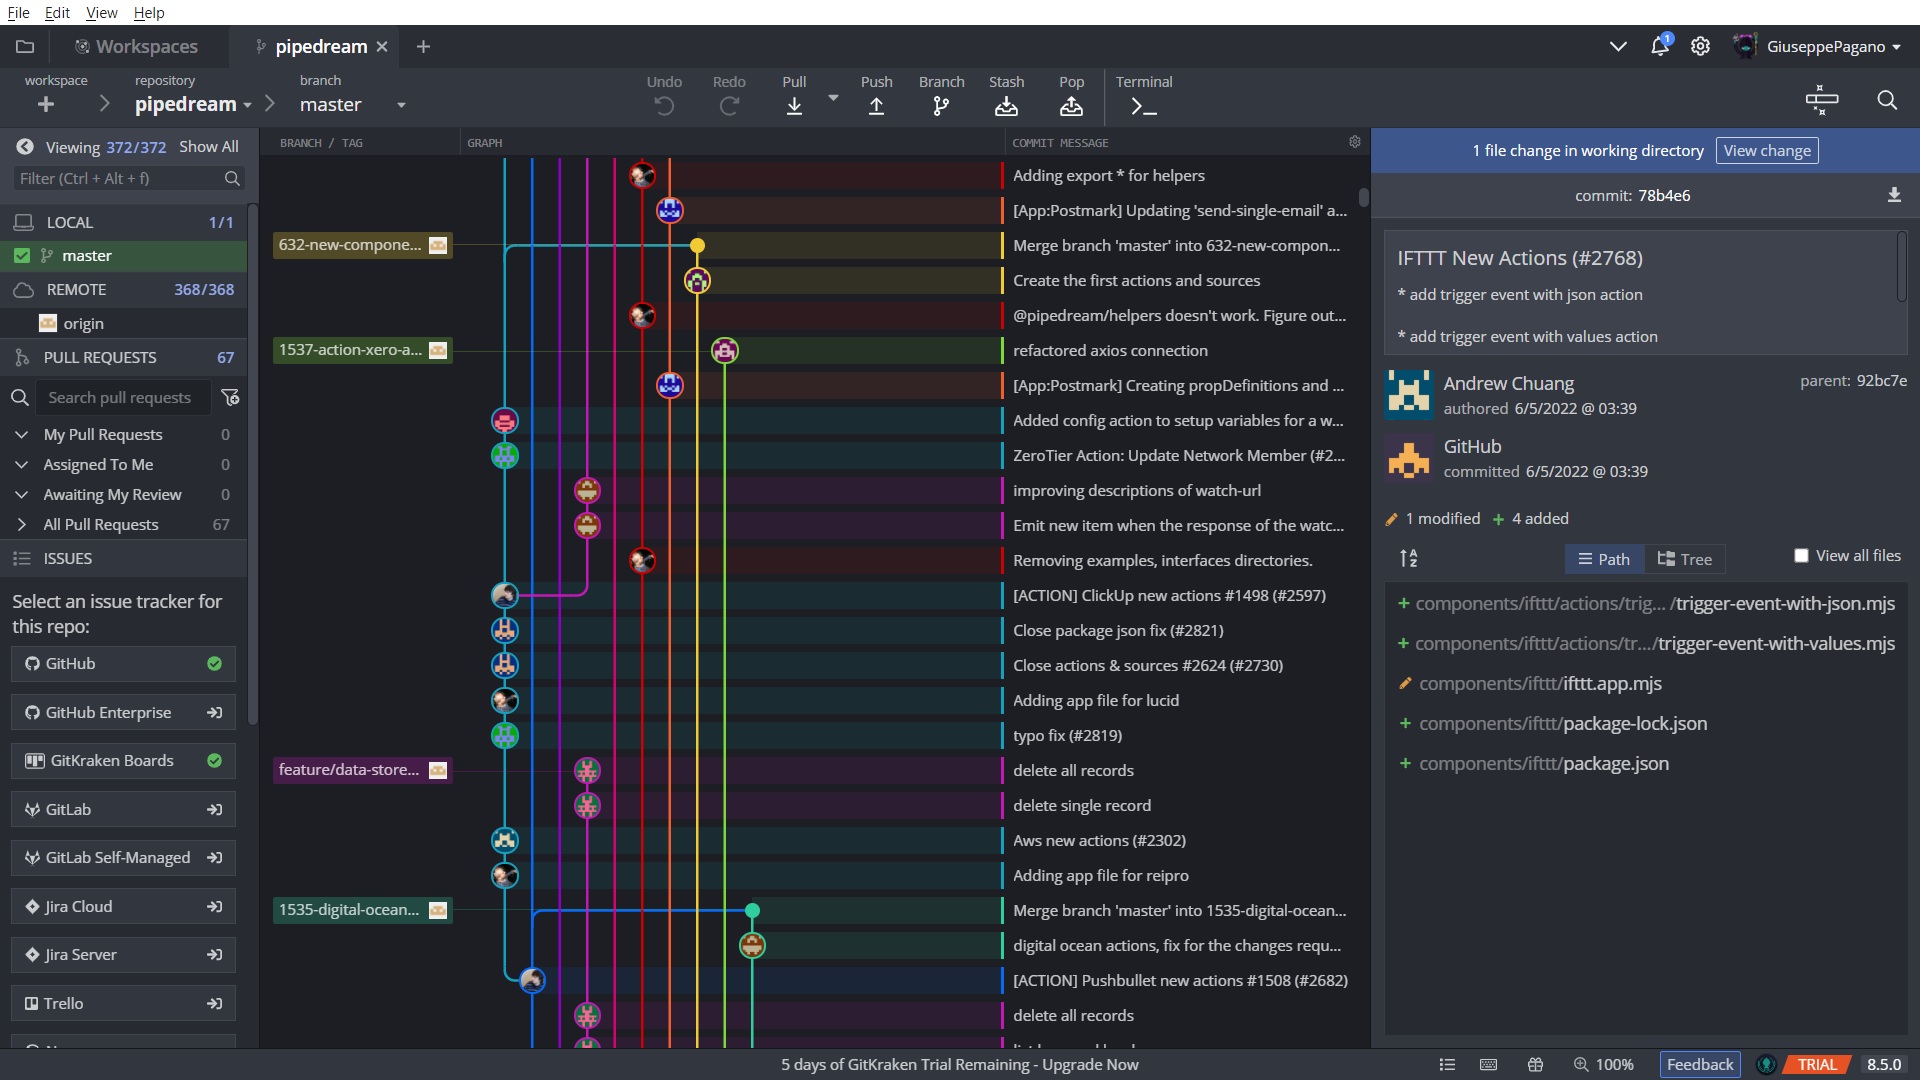 File Edit View Help
Workspaces
pipedream
GiuseppePagano
1
workspace
repository
pipedream
branch
master
Undo
Redo
Pull
Push
Branch
Stash
Pop
Terminal
Viewing 372/372 Show All
Filter (Ctrl + Alt + f)
LOCAL 1/1
master
REMOTE 368/368
origin
PULL REQUESTS 67
Search pull requests
My Pull Requests 0
Assigned To Me 0
Awaiting My Review 0
All Pull Requests 67
ISSUES
Select an issue tracker for
this repo:
GitHub
GitHub Enterprise
GitKraken Boards
GitLab
GitLab Self-Managed
Jira Cloud
Jira Server
Trello
BRANCH / TAG GRAPH COMMIT MESSAGE
Adding export * for helpers
[App:Postmark] Updating 'send-single-email' a...
632-new-compone... Merge branch 'master' into 632-new-compon...
Create the first actions and sources
@pipedream/helpers doesn't work. Figure out...
1537-action-xero-a... refactored axios connection
[App:Postmark] Creating propDefinitions and ...
Added config action to setup variables for a w...
ZeroTier Action: Update Network Member (#2...
improving descriptions of watch-url
Emit new item when the response of the watc...
Removing examples, interfaces directories.
[ACTION] ClickUp new actions #1498 (#2597)
Close package json fix (#2821)
Close actions & sources #2624 (#2730)
Adding app file for lucid
typo fix (#2819)
feature/data-store... delete all records
delete single record
Aws new actions (#2302)
Adding app file for reipro
1535-digital-ocean... Merge branch 'master' into 1535-digital-ocean...
digital ocean actions, fix for the changes requ...
[ACTION] Pushbullet new actions #1508 (#2682)
delete all records
1 file change in working directory View change
commit: 78b4e6
IFTTT New Actions (#2768)
* add trigger event with json action
* add trigger event with values action
Andrew Chuang parent: 92bc7e
authored 6/5/2022 @ 03:39
GitHub
committed 6/5/2022 @ 03:39
1 modified + 4 added
Path Tree View all files
+ components/ifttt/actions/trig... /trigger-event-with-json.mjs
+ components/ifttt/actions/tr.../trigger-event-with-values.mjs
components/ifttt/ifttt.app.mjs
+ components/ifttt/package-lock.json
+ components/ifttt/package.json
5 days of GitKraken Trial Remaining - Upgrade Now
100% Feedback TRIAL 8.5.0